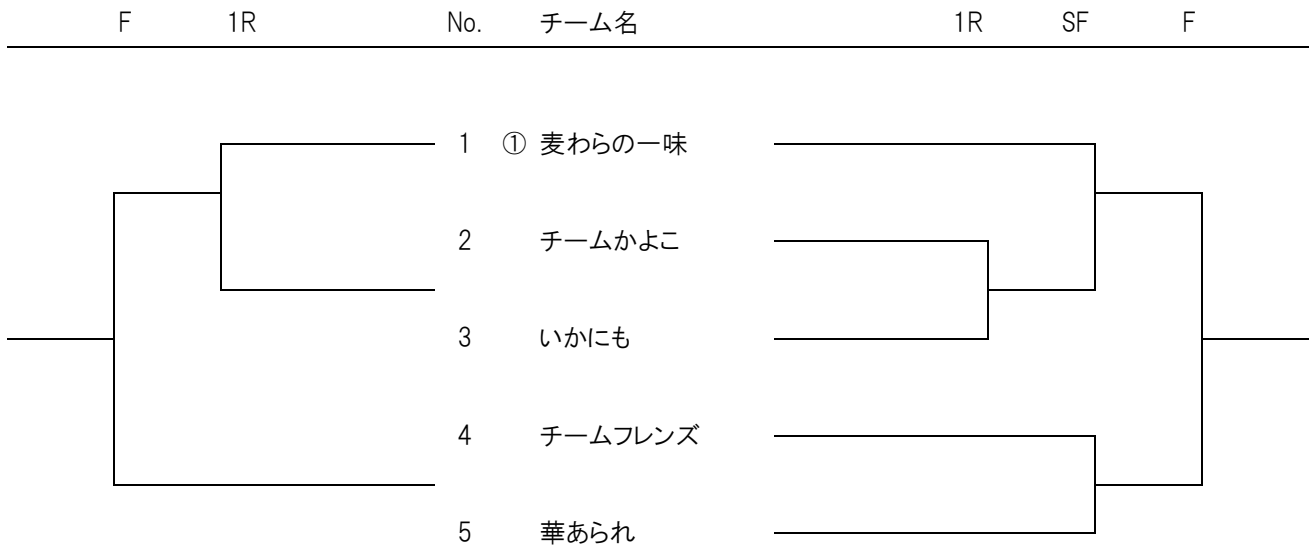 F 1R No. チーム名 1R SF F
1 ① 麦わらの一味
2 チームかよこ
3 いかにも
4 チームフレンズ
5 華あられ